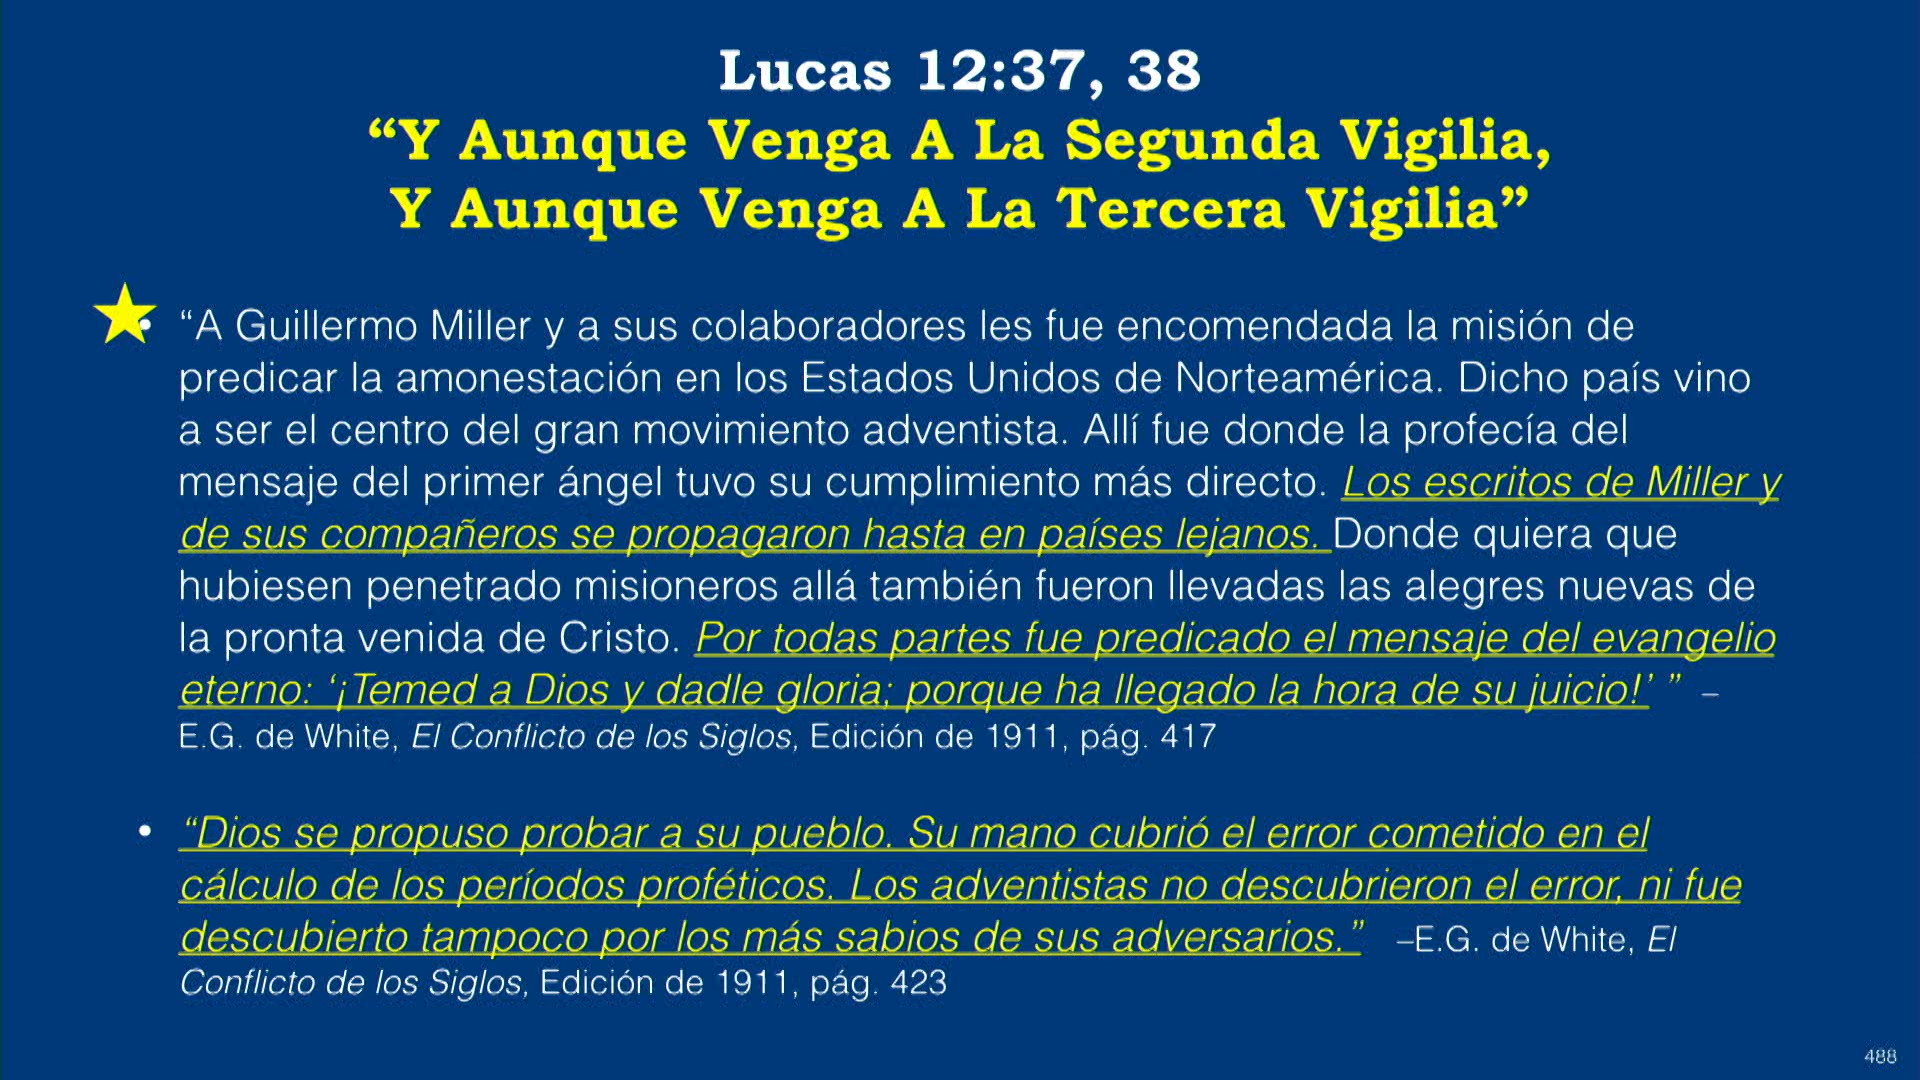 Lucas 12:37, 38
“Y Aunque Venga A La Segunda Vigilia,
Y Aunque Venga A La Tercera Vigilia”
• “A Guillermo Miller y a sus colaboradores les fue encomendada la misión de
predicar la amonestación en los Estados Unidos de Norteamérica. Dicho país vino
a ser el centro del gran movimiento adventista. Allí fue donde la profecía del
mensaje del primer ángel tuvo su cumplimiento más directo. Los escritos de Miller y
de sus compañeros se propagaron hasta en países lejanos. Donde quiera que
hubiesen penetrado misioneros allá también fueron llevadas las alegres nuevas de
la pronta venida de Cristo. Por todas partes fue predicado el mensaje del evangelio
eterno: ‘¡Temed a Dios y dadle gloria; porque ha llegado la hora de su juicio!’ ” –
E.G. de White, El Conflicto de los Siglos, Edición de 1911, pág. 417
• “Dios se propuso probar a su pueblo. Su mano cubrió el error cometido en el
cálculo de los períodos proféticos. Los adventistas no descubrieron el error, ni fue
descubierto tampoco por los más sabios de sus adversarios.” –E.G. de White, El
Conflicto de los Siglos, Edición de 1911, pág. 423
488